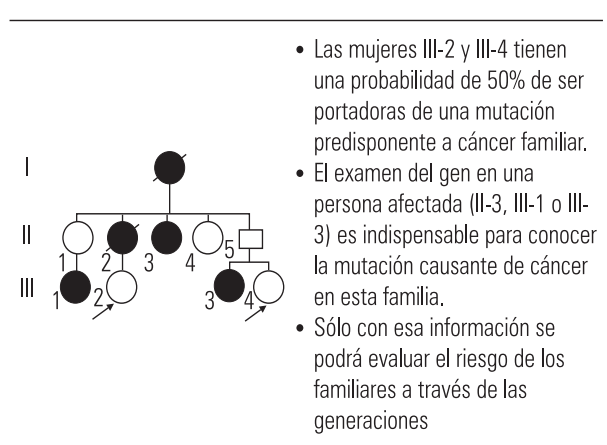 • Las mujeres III-2 y III-4 tienen
una probabilidad de 50% de ser
portadoras de una mutación
predisponente a cáncer familiar.
• El examen del gen en una
persona afectada (II-3, III-1 o III-
3) es indispensable para conocer
la mutación causante de cáncer
en esta familia.
• Sólo con esa información se
podrá evaluar el riesgo de los
familiares a través de las
generaciones
I
II
1 2 3 4 5
III
1 2 3 4